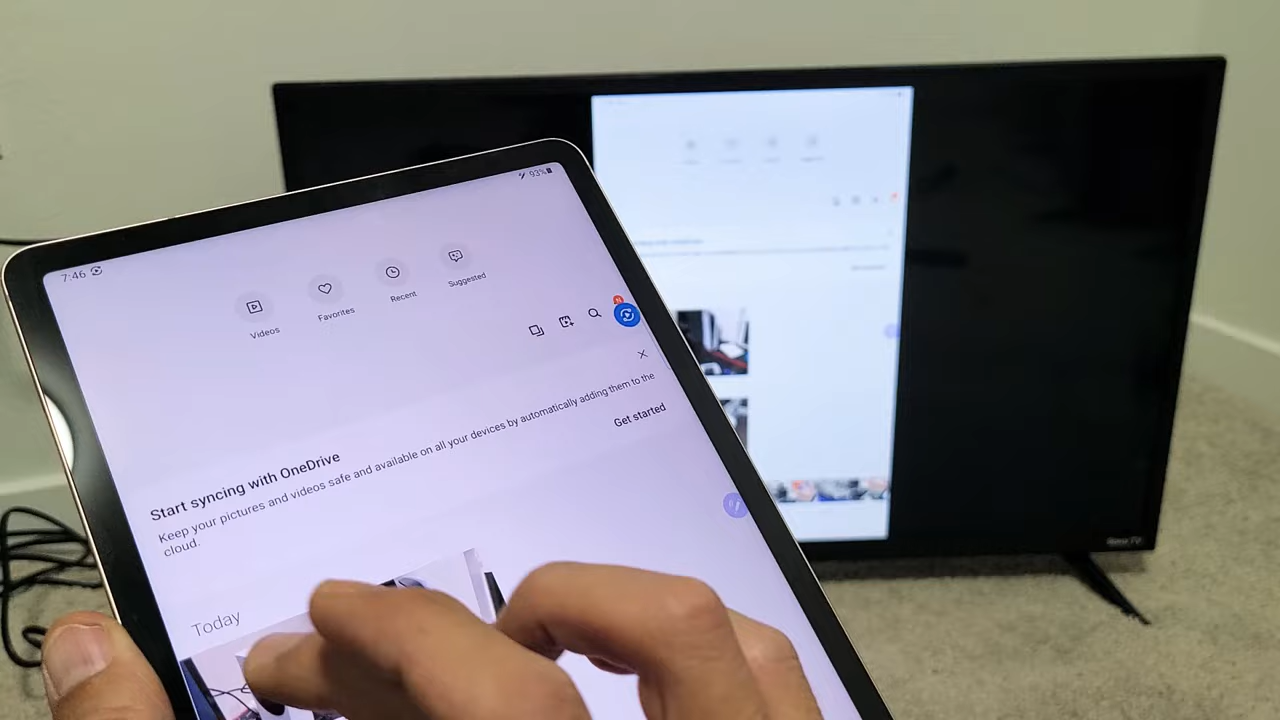 7:46
93%
Videos
Favorites
Recent
Suggested
N
Start syncing with OneDrive
Keep your pictures and videos safe and available on all your devices by automatically adding them to the
cloud.
Get started
Today
Roku TV